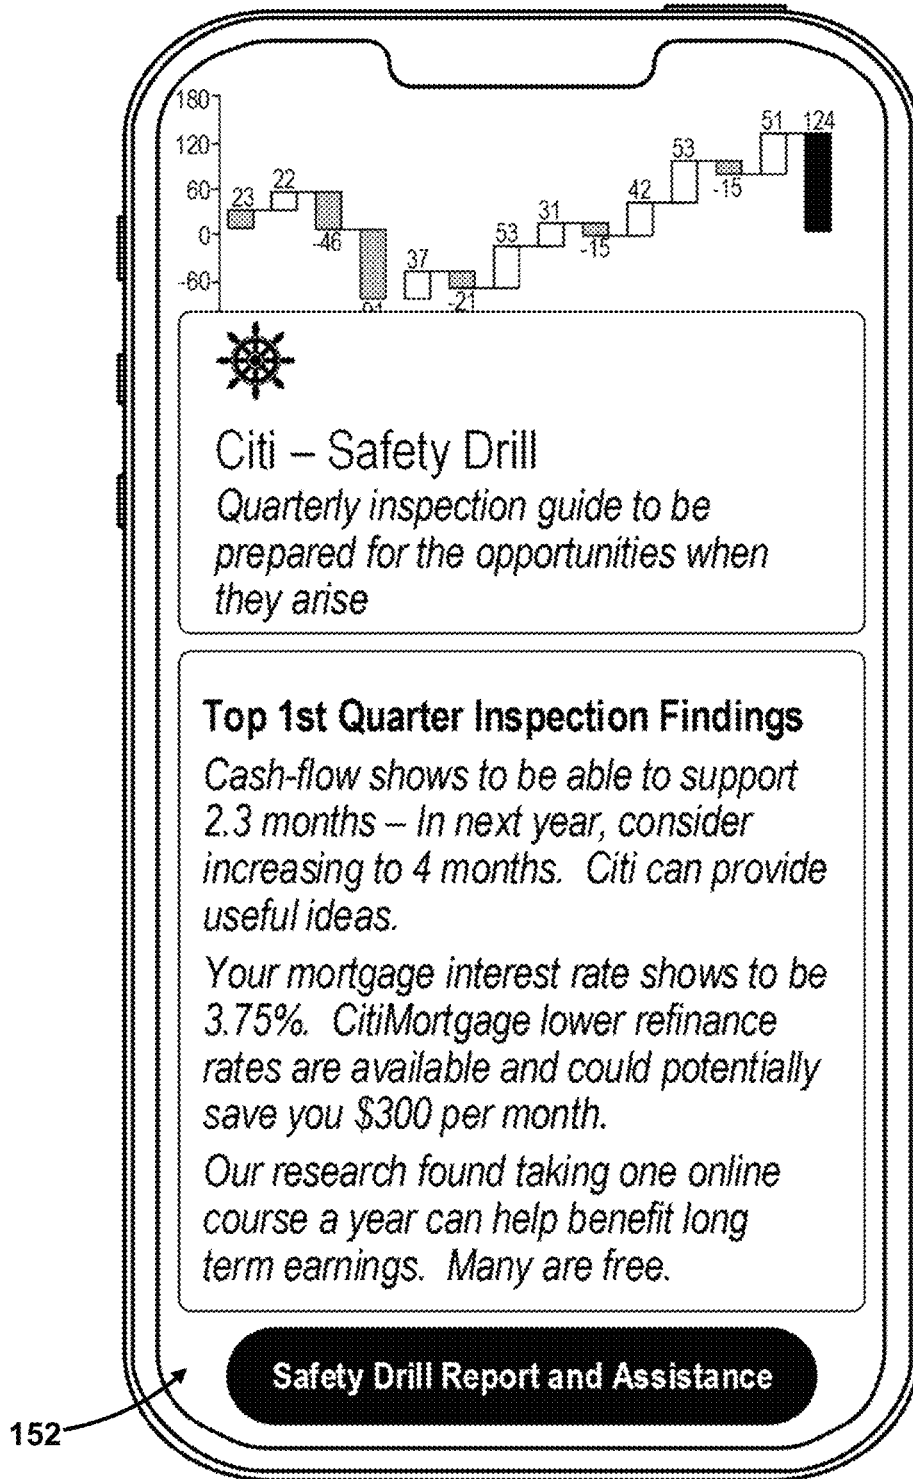 180
51 124
120
53
60
23 22 42 -15
31
53
0
-46 -15
37
-60
-21
Citi – Safety Drill
Quarterly inspection guide to be
prepared for the opportunities when
they arise
Top 1st Quarter Inspection Findings
Cash-flow shows to be able to support
2.3 months – In next year, consider
increasing to 4 months. Citi can provide
useful ideas.
Your mortgage interest rate shows to be
3.75%. CitiMortgage lower refinance
rates are available and could potentially
save you $300 per month.
Our research found taking one online
course a year can help benefit long
term earnings. Many are free.
Safety Drill Report and Assistance
152